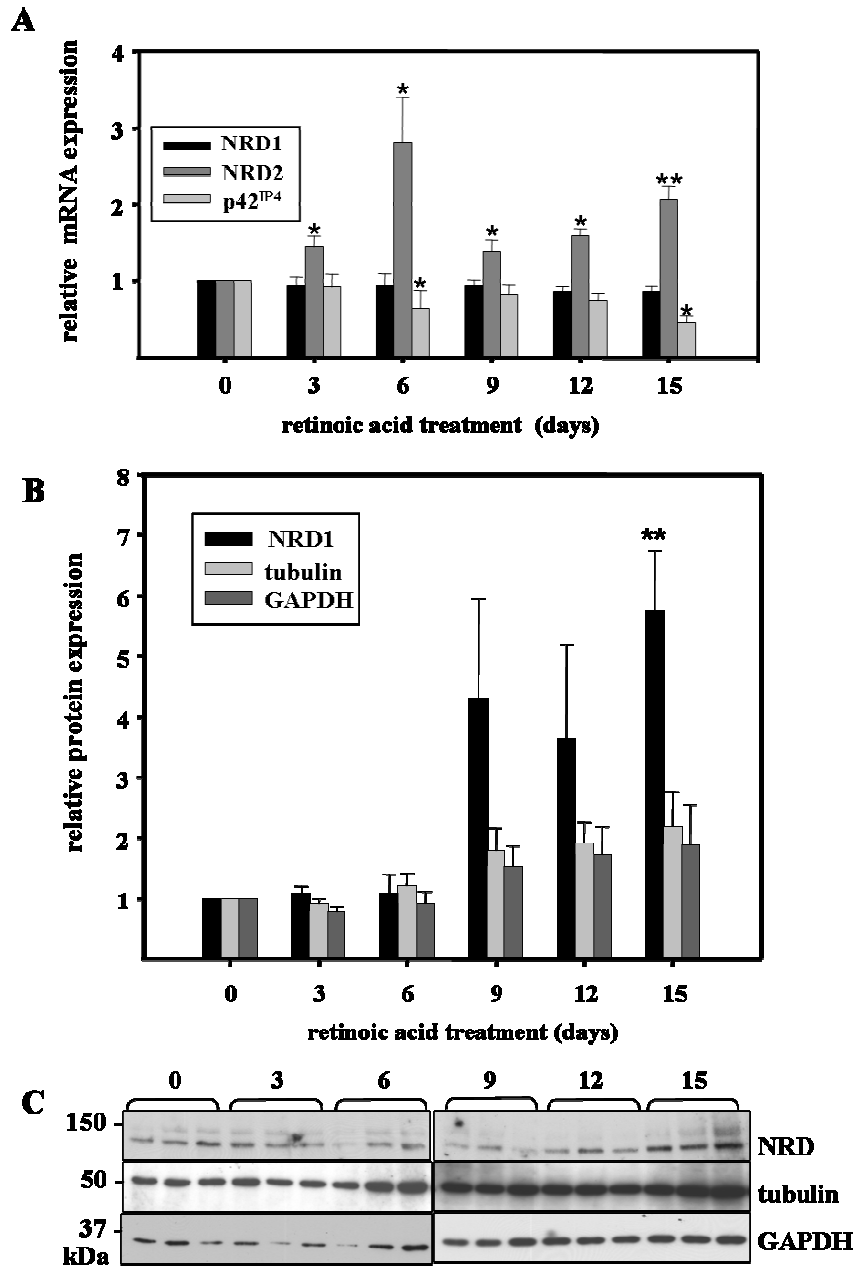 A
relative mRNA expression
4
3
2
1
NRD1
NRD2
p42IP4
*
*
*
*
*
**
*
0 3 6 9 12 15
retinoic acid treatment (days)
B
relative protein expression
8
7
6
5
4
3
2
1
NRD1
tubulin
GAPDH
**
0 3 6 9 12 15
retinoic acid treatment (days)
C
0 3 6 9 12 15
150
NRD
50
tubulin
37
kDa
GAPDH